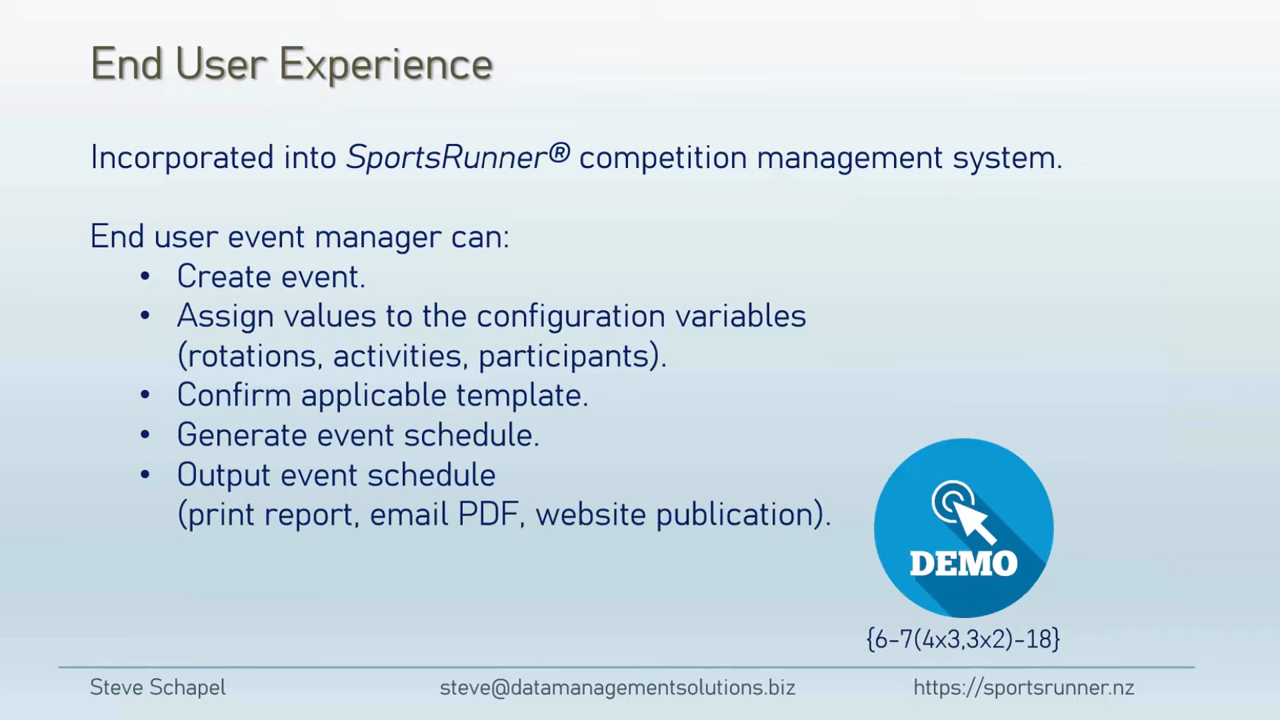 End User Experience
Incorporated into SportsRunner® competition management system.
End user event manager can:
• Create event.
• Assign values to the configuration variables
(rotations, activities, participants).
• Confirm applicable template.
• Generate event schedule.
• Output event schedule
(print report, email PDF, website publication).
DEMO
{6-7(4x3,3x2)-18}
Steve Schapel steve@datamanagementsolutions.biz https://sportsrunner.nz